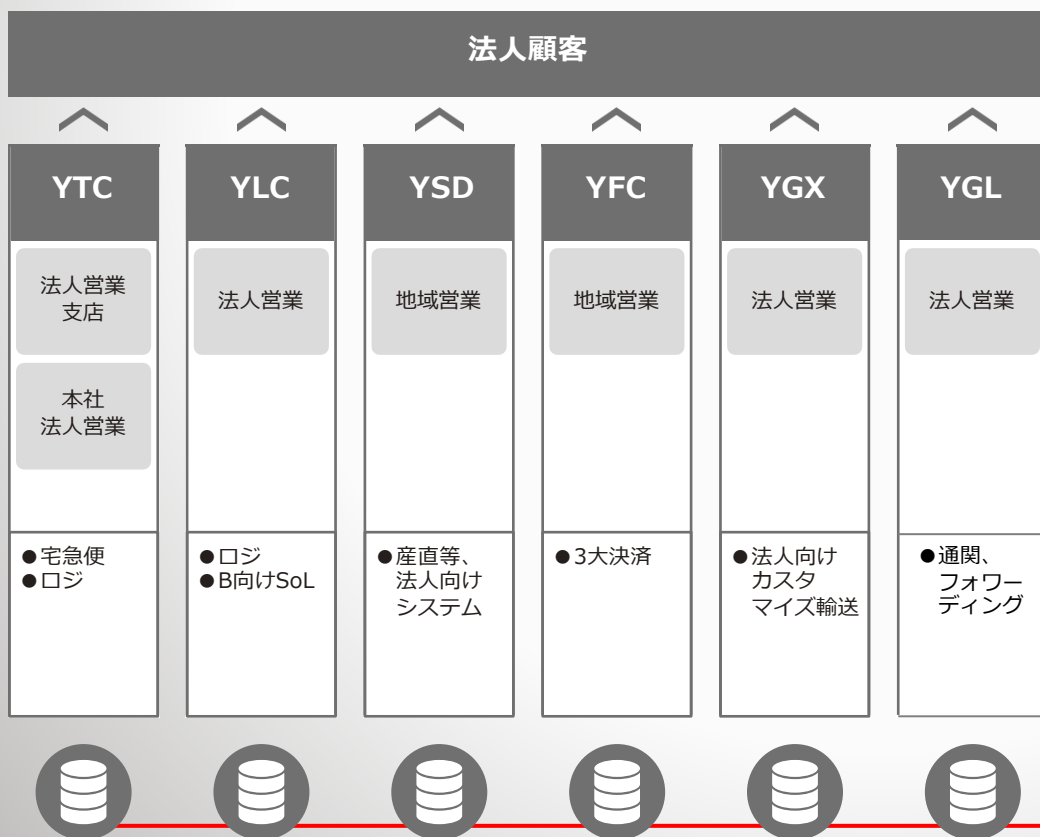 法人顧客
YTC
YLC
YSD
YFC
YGX
YGL
法人営業
支店
法人営業
地域営業
地域営業
法人営業
法人営業
本社
法人営業
●宅急便
●ロジ
●ロジ
●B向けSoL
●産直等、
法人向け
システム
●3大決済
●法人向け
カスタ
マイズ輸送
●通関、
フォワー
ディング